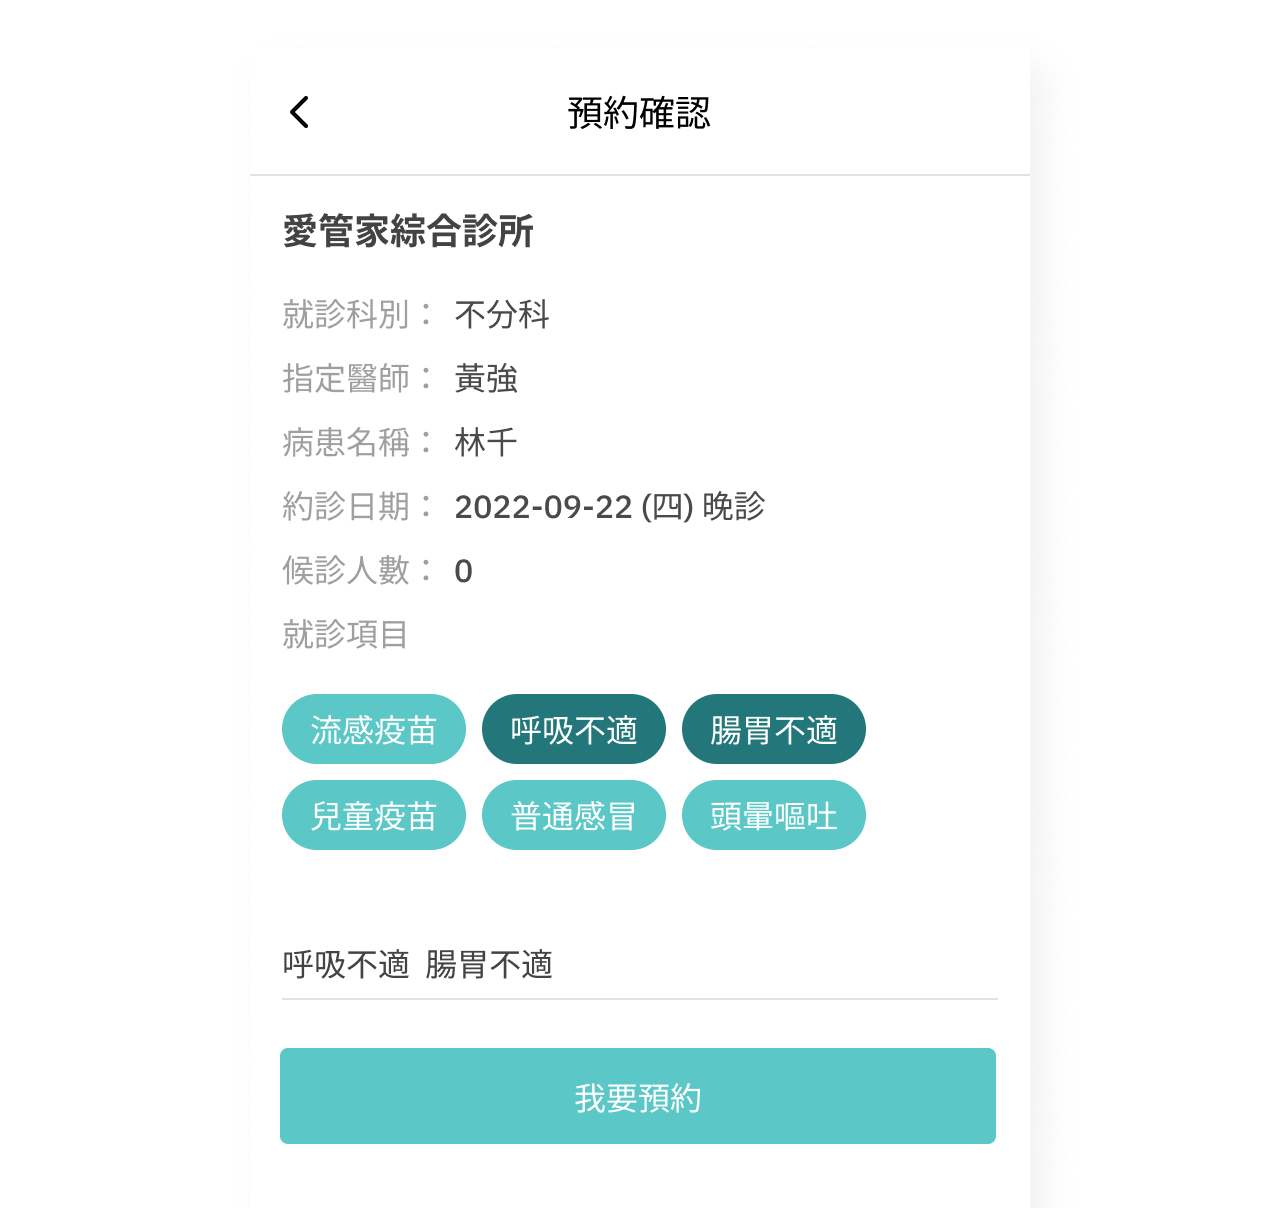 預約確認
愛管家綜合診所
就診科別： 不分科
指定醫師： 黃強
病患名稱： 林千
約診日期： 2022-09-22 (四) 晚診
候診人數： 0
就診項目
流感疫苗 呼吸不適 腸胃不適
兒童疫苗 普通感冒 頭暈嘔吐
呼吸不適 腸胃不適
我要預約